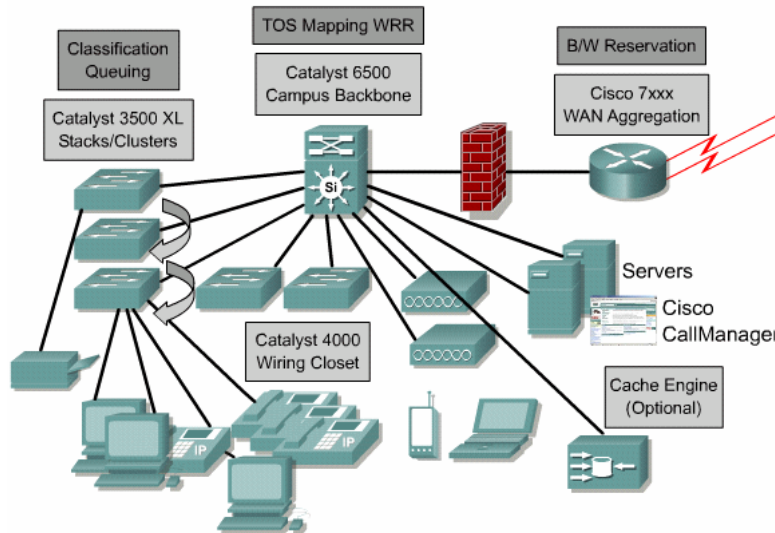 TOS Mapping WRR
Classification
Queuing
B/W Reservation
Catalyst 6500
Campus Backbone
Cisco 7xxx
WAN Aggregation
Catalyst 3500 XL
Stacks/Clusters
Si
Servers
Cisco
CallManager
Catalyst 4000
Wiring Closet
Cache Engine
(Optional)
IP
IP